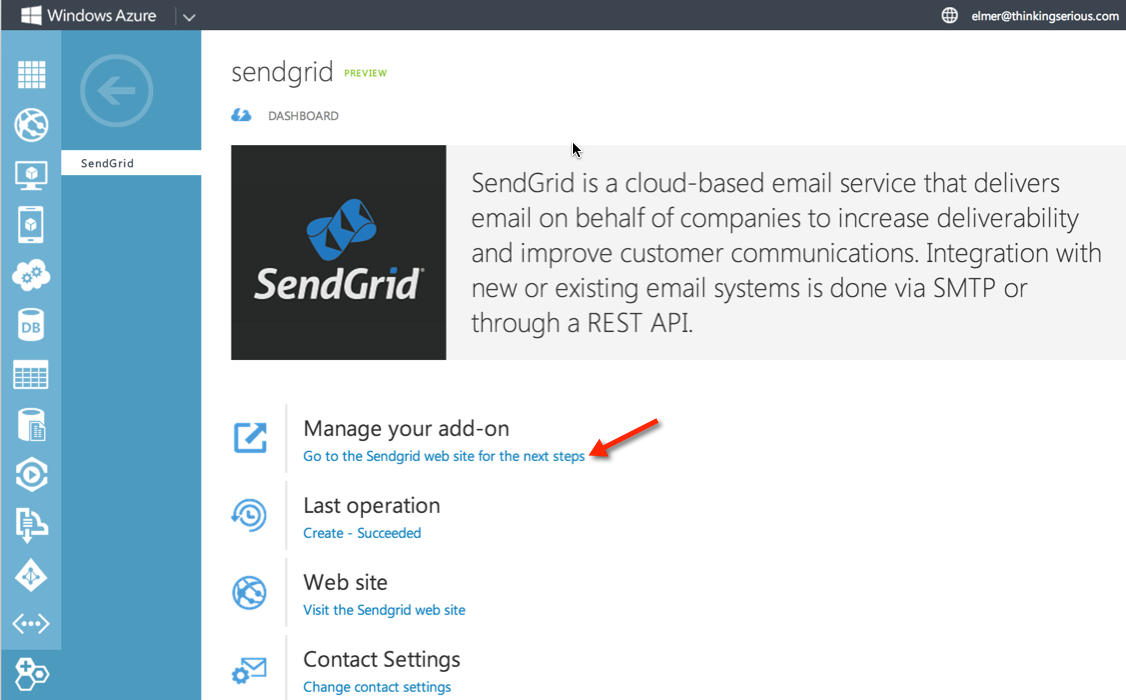 Windows Azure
elmer@thinkingserious.com
sendgrid PREVIEW
DASHBOARD
SendGrid
SendGrid®
SendGrid is a cloud-based email service that delivers
email on behalf of companies to increase deliverability
and improve customer communications. Integration with
new or existing email systems is done via SMTP or
through a REST API.
DB
Manage your add-on
Go to the Sendgrid web site for the next steps
Last operation
Create - Succeeded
Web site
Visit the Sendgrid web site
Contact Settings
Change contact settings